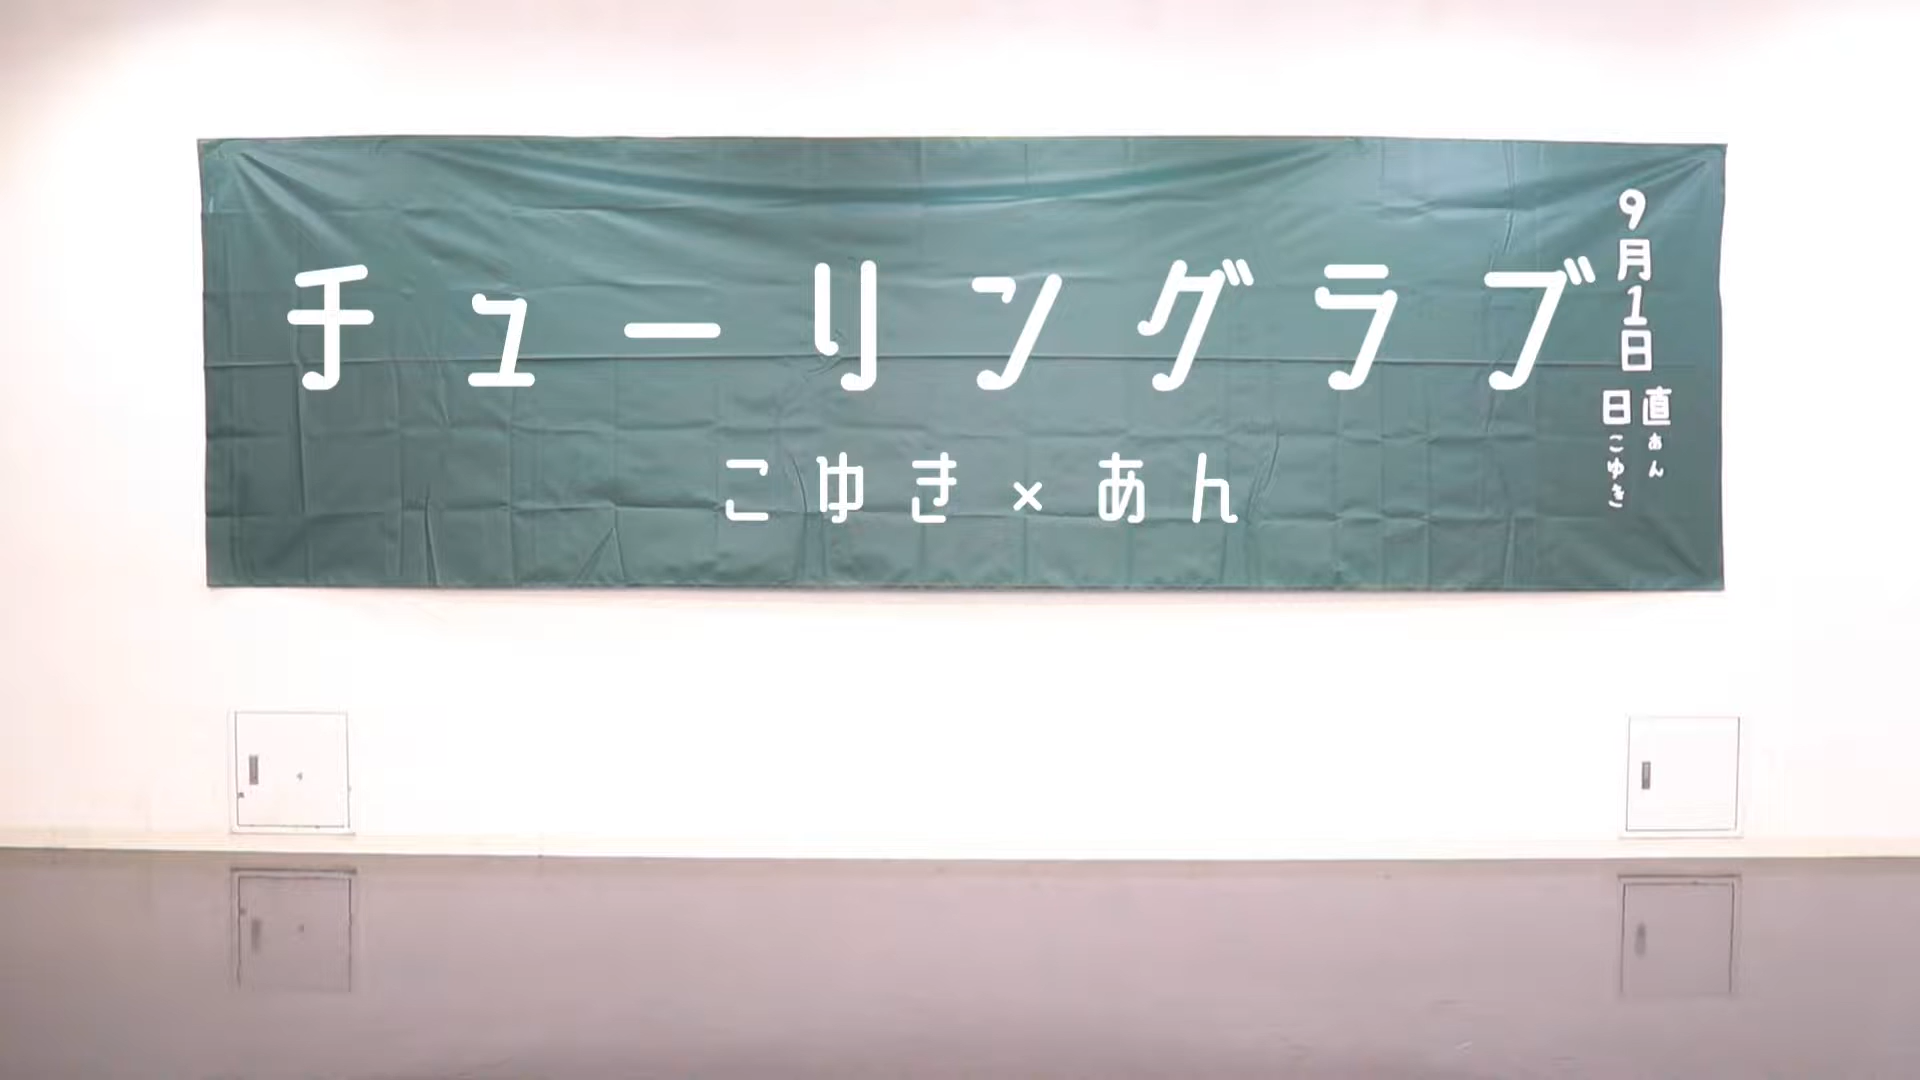 チューリングラブ
こゆき×あん
9月1日
日直
あん
こゆき